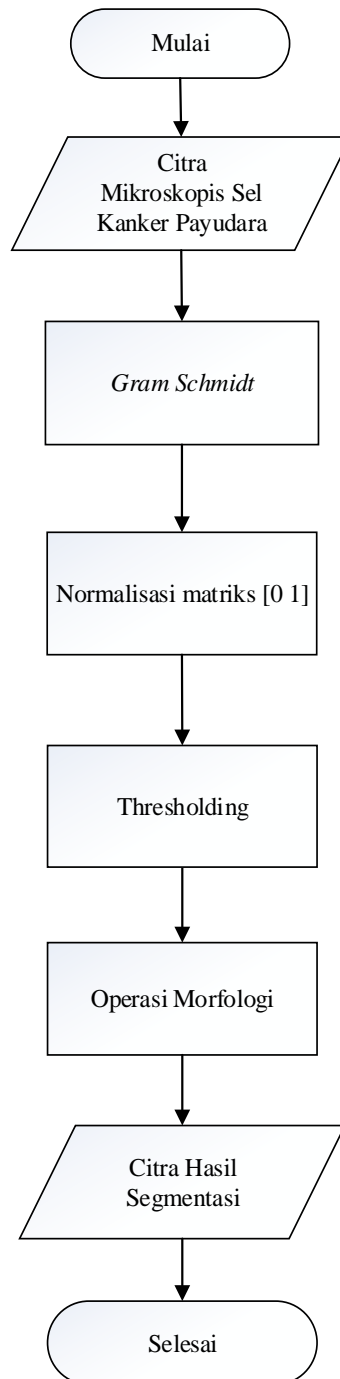 Mulai
Citra
Mikroskopis Sel
Kanker Payudara
Gram Schmidt
Normalisasi matriks [0 1]
Thresholding
Operasi Morfologi
Citra Hasil
Segmentasi
Selesai